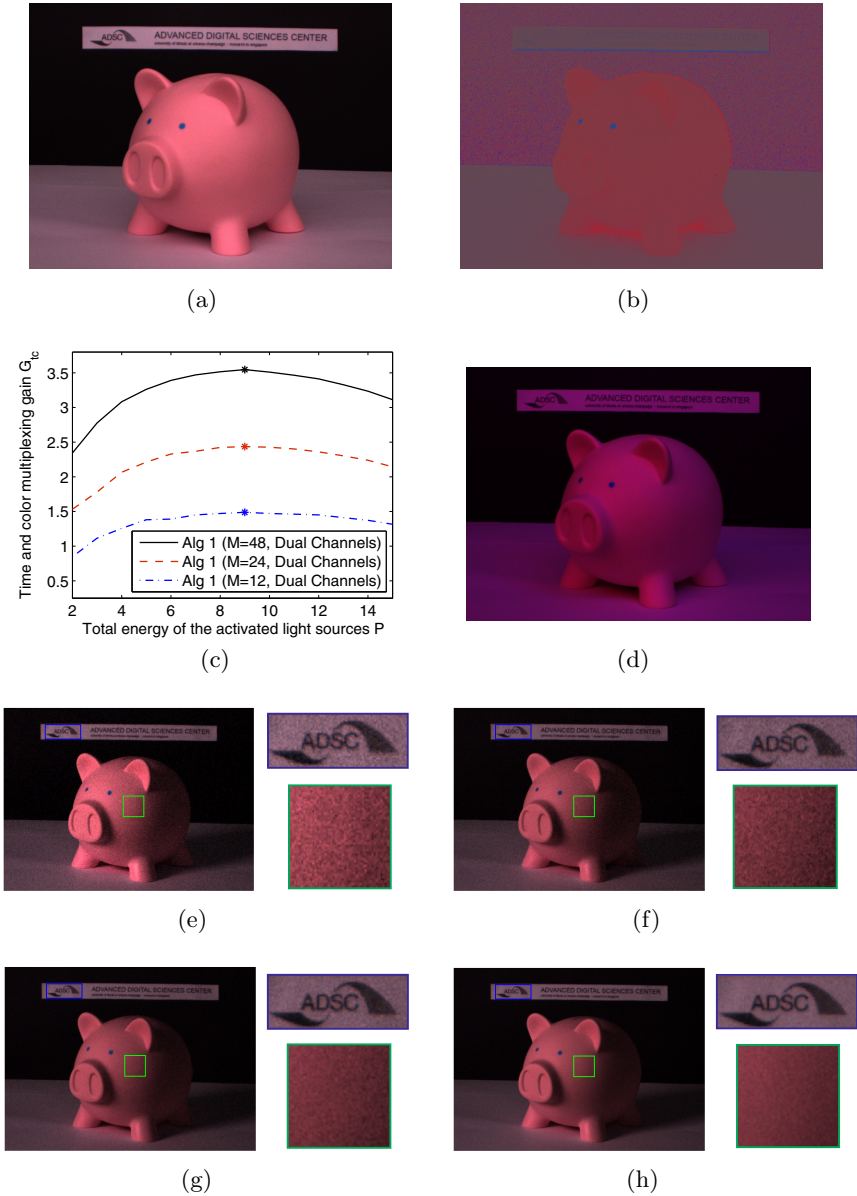 ADSC ADVANCED DIGITAL SCIENCES CENTER
(a)
(b)
Time and color multiplexing gain G_tc
3.5
3
2.5
2
1.5
1
0.5
Alg 1 (M=48, Dual Channels)
Alg 1 (M=24, Dual Channels)
Alg 1 (M=12, Dual Channels)
2 4 6 8 10 12 14
Total energy of the activated light sources P
(c)
ADSC ADVANCED DIGITAL SCIENCES CENTER
(d)
ADSC ADVANCED DIGITAL SCIENCES CENTER
ADSC
ADSC ADVANCED DIGITAL SCIENCES CENTER
ADSC
(e)
(f)
ADSC ADVANCED DIGITAL SCIENCES CENTER
ADSC
ADSC ADVANCED DIGITAL SCIENCES CENTER
ADSC
(g)
(h)